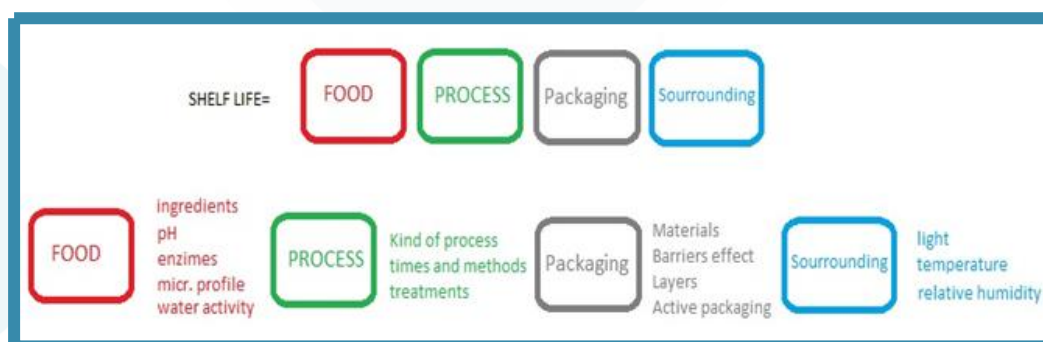 SHELF LIFE= FOOD PROCESS Packaging Sourrounding
FOOD
ingredients
pH
enzimes
micr. profile
water activity
PROCESS
Kind of process
times and methods
treatments
Packaging
Materials
Barriers effect
Layers
Active packaging
Sourrounding
light
temperature
relative humidity